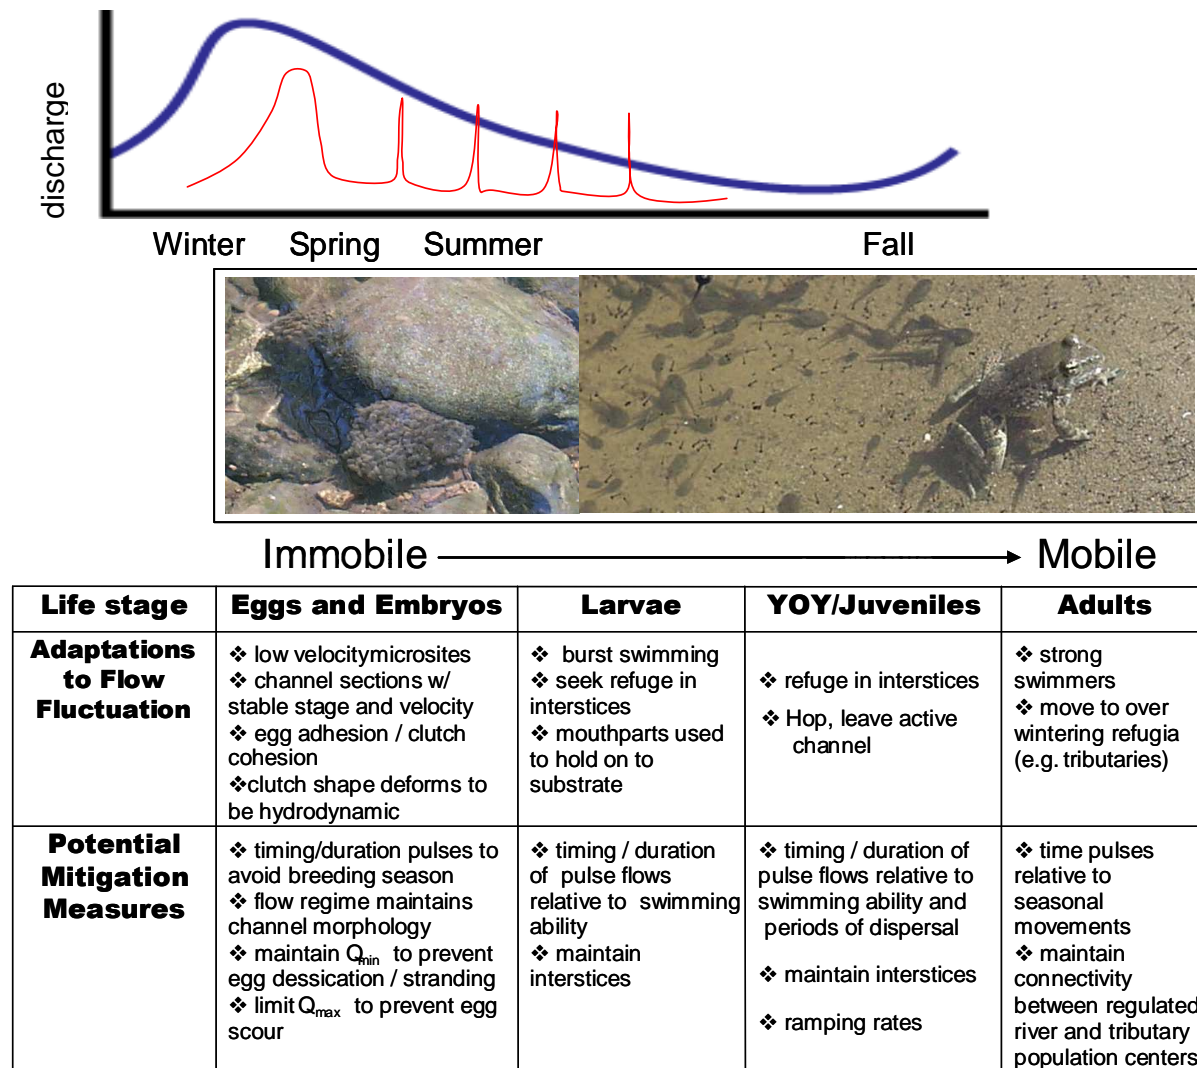 discharge
Winter Spring Summer Fall
Immobile Mobile
Life stage
Eggs and Embryos
Larvae
YOY/Juveniles
Adults
Adaptations
to Flow
Fluctuation
❖ low velocitymicrosites
❖ channel sections w/
stable stage and velocity
❖ egg adhesion / clutch
cohesion
❖clutch shape deforms to
be hydrodynamic
❖ burst swimming
❖ seek refuge in
interstices
❖ mouthparts used
to hold on to
substrate
❖ refuge in interstices
❖ Hop, leave active
channel
❖ strong
swimmers
❖ move to over
wintering refugia
(e.g. tributaries)
Potential
Mitigation
Measures
❖ timing/duration pulses to
avoid breeding season
❖ flow regime maintains
channel morphology
❖ maintain Qmin to prevent
egg dessication / stranding
❖ limit Qmax to prevent egg
scour
❖ timing / duration
of pulse flows
relative to swimming
ability
❖ maintain
interstices
❖ timing / duration of
pulse flows relative to
swimming ability and
periods of dispersal
❖ maintain interstices
❖ ramping rates
❖ time pulses
relative to
seasonal
movements
❖ maintain
connectivity
between regulated
river and tributary
population centers